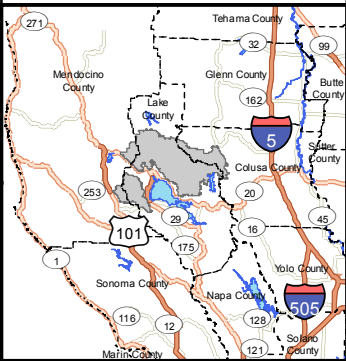 271
Tehama County
32
99
Mendocino
County
Glenn County
Butte
County
Lake
County
162
5
Sutter
County
Colusa County
253
20
29
45
101
16
175
1
Yolo County
Sonoma County
Napa County
505
116
128
12
Solano
County
121
Marin County